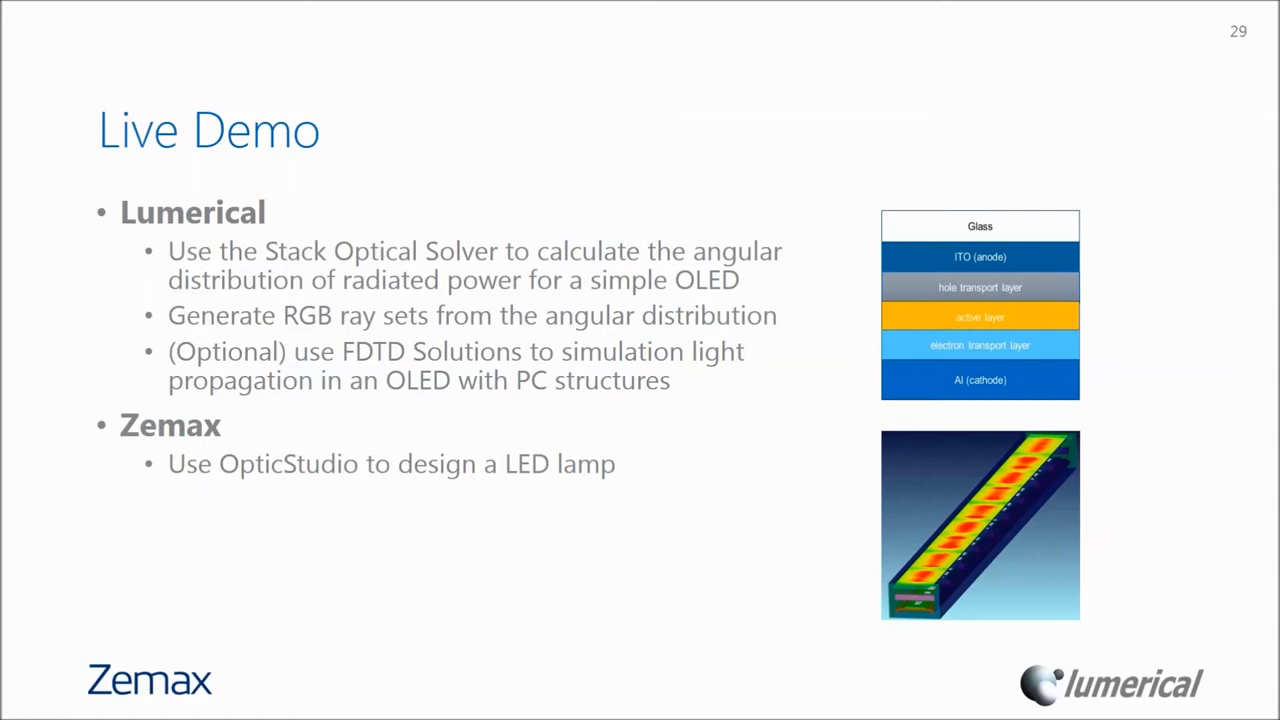 29
Live Demo
• Lumerical
• Use the Stack Optical Solver to calculate the angular
distribution of radiated power for a simple OLED
• Generate RGB ray sets from the angular distribution
• (Optional) use FDTD Solutions to simulation light
propagation in an OLED with PC structures
• Zemax
• Use OpticStudio to design a LED lamp
Glass
ITO (anode)
hole transport layer
active layer
electron transport layer
Al (cathode)
Zemax
lumerical